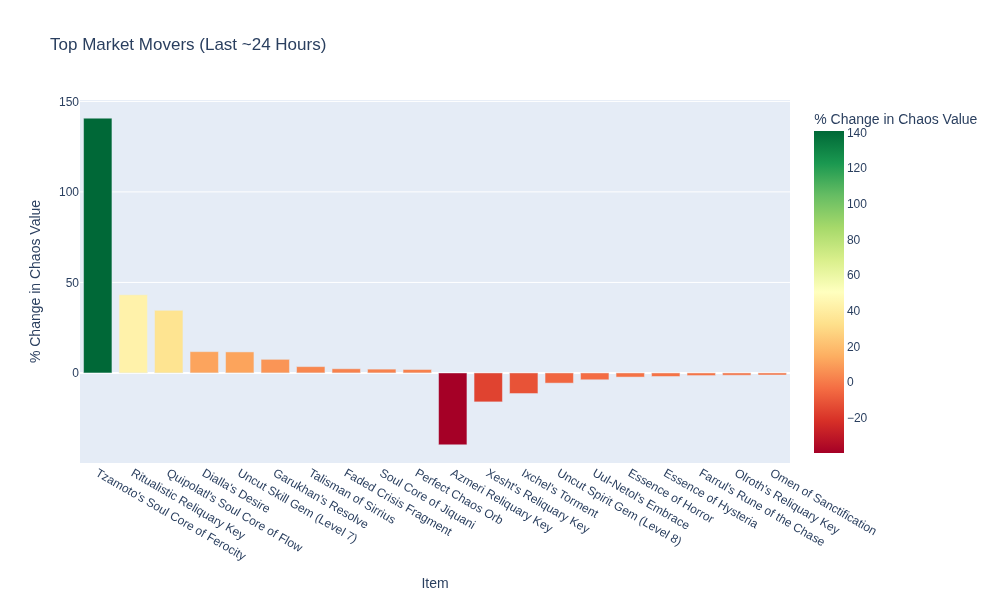 Top Market Movers (Last ~24 Hours)
% Change in Chaos Value
150
100
50
0
% Change in Chaos Value
140
120
100
80
60
40
20
0
−20
Tzamoto's Soul Core of Ferocity
Ritualistic Reliquary Key
Quipolatl's Soul Core of Flow
Dialla's Desire
Uncut Skill Gem (Level 7)
Garukhan's Resolve
Talisman of Sirrius
Faded Crisis Fragment
Soul Core of Jiquani
Perfect Chaos Orb
Azmeri Reliquary Key
Xesht's Reliquary Key
Ixchel's Torment
Uncut Spirit Gem (Level 8)
Uul-Netol's Embrace
Essence of Horror
Essence of Hysteria
Farrul's Rune of the Chase
Olroth's Reliquary Key
Omen of Sanctification
Item